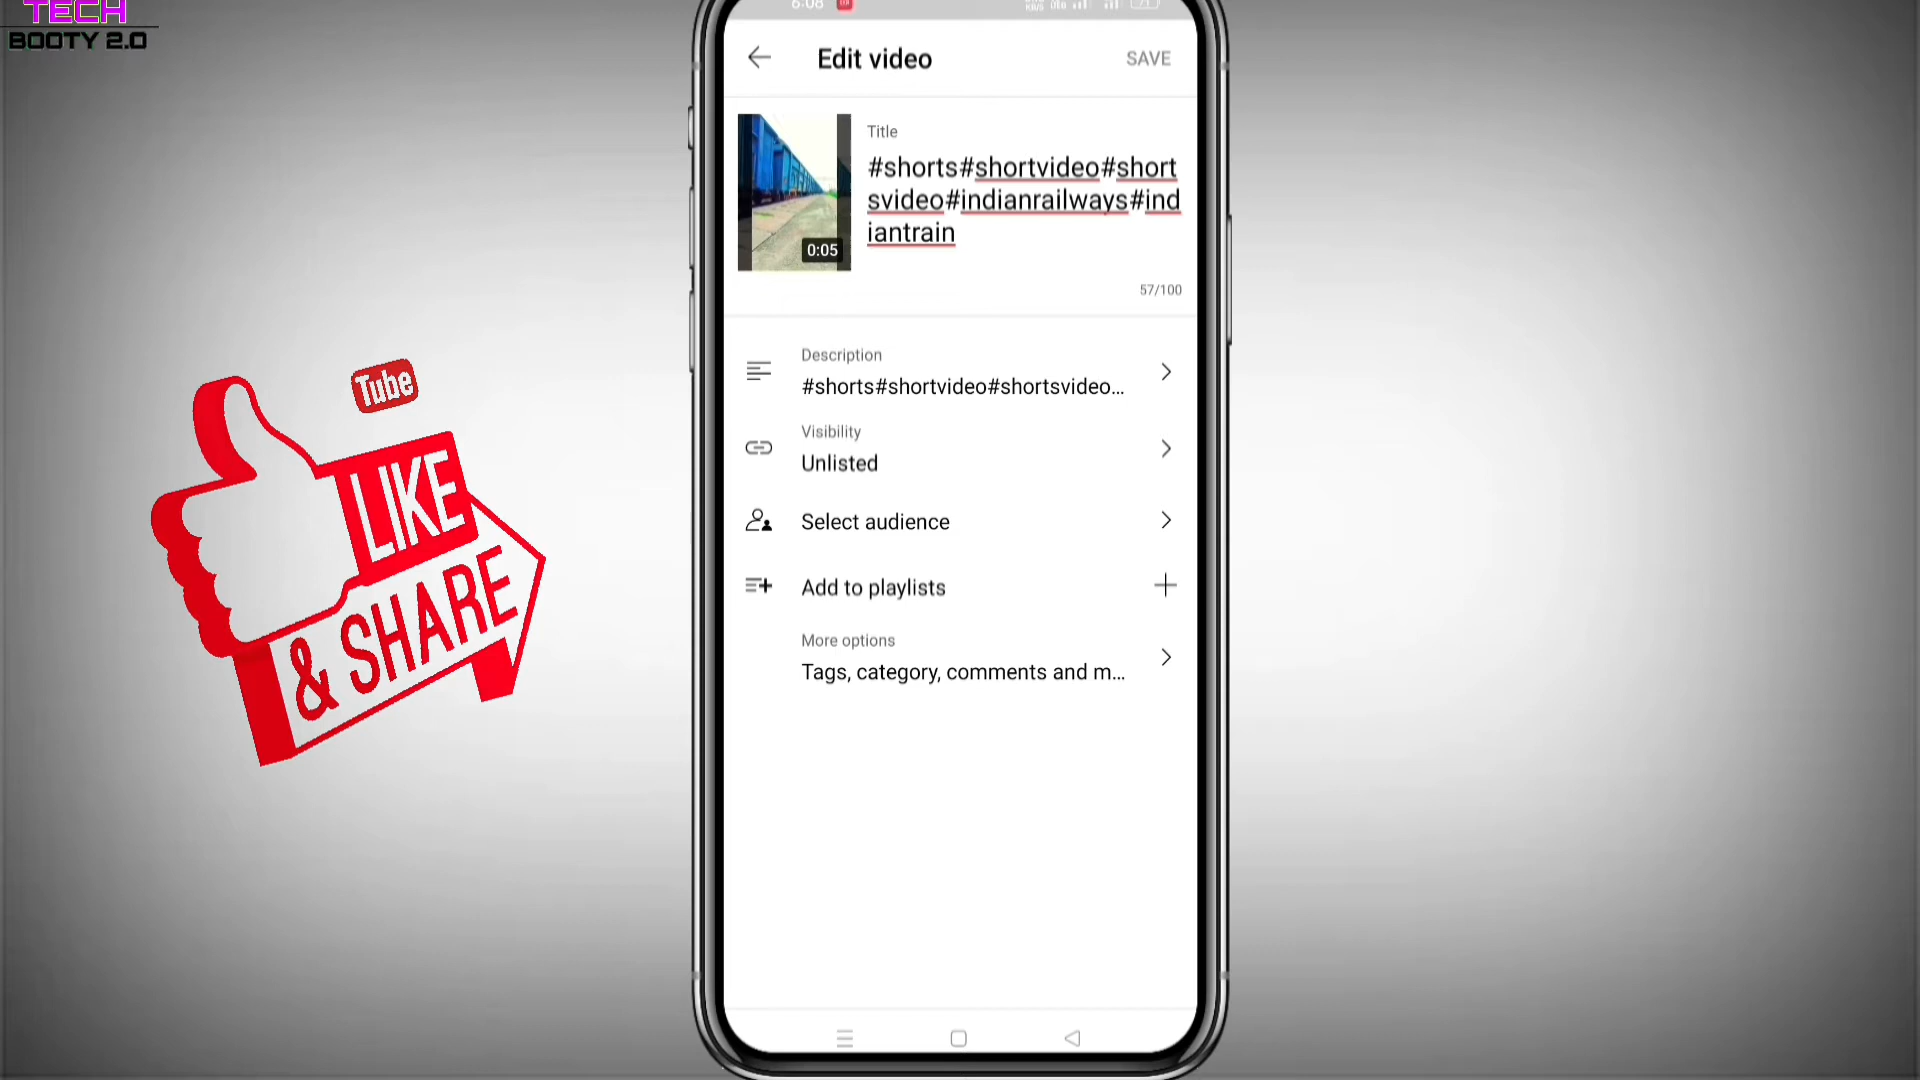 TECH
BOOTY 2.0
6:08
Edit video
SAVE
Title
#shorts#shortvideo#short
svideo#indianrailways#ind
iantrain
0:05
57/100
Description
#shorts#shortvideo#shortsvideo...
Visibility
Unlisted
Select audience
Add to playlists
More options
Tags, category, comments and m...
Tube
LIKE
& SHARE